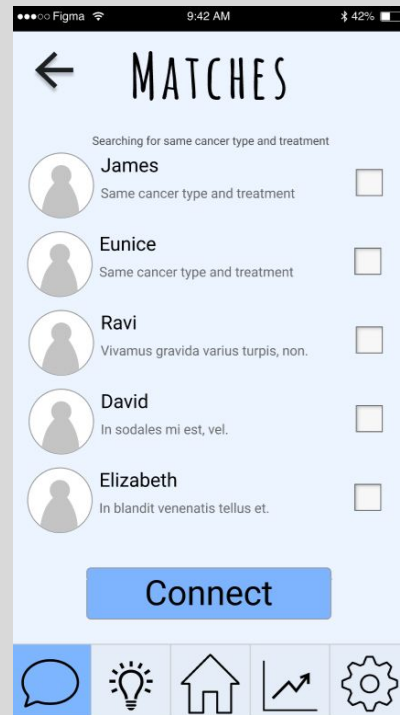 Figma 9:42 AM 42%
MATCHES
Searching for same cancer type and treatment
James
Same cancer type and treatment
Eunice
Same cancer type and treatment
Ravi
Vivamus gravida varius turpis, non.
David
In sodales mi est, vel.
Elizabeth
In blandit venenatis tellus et.
Connect